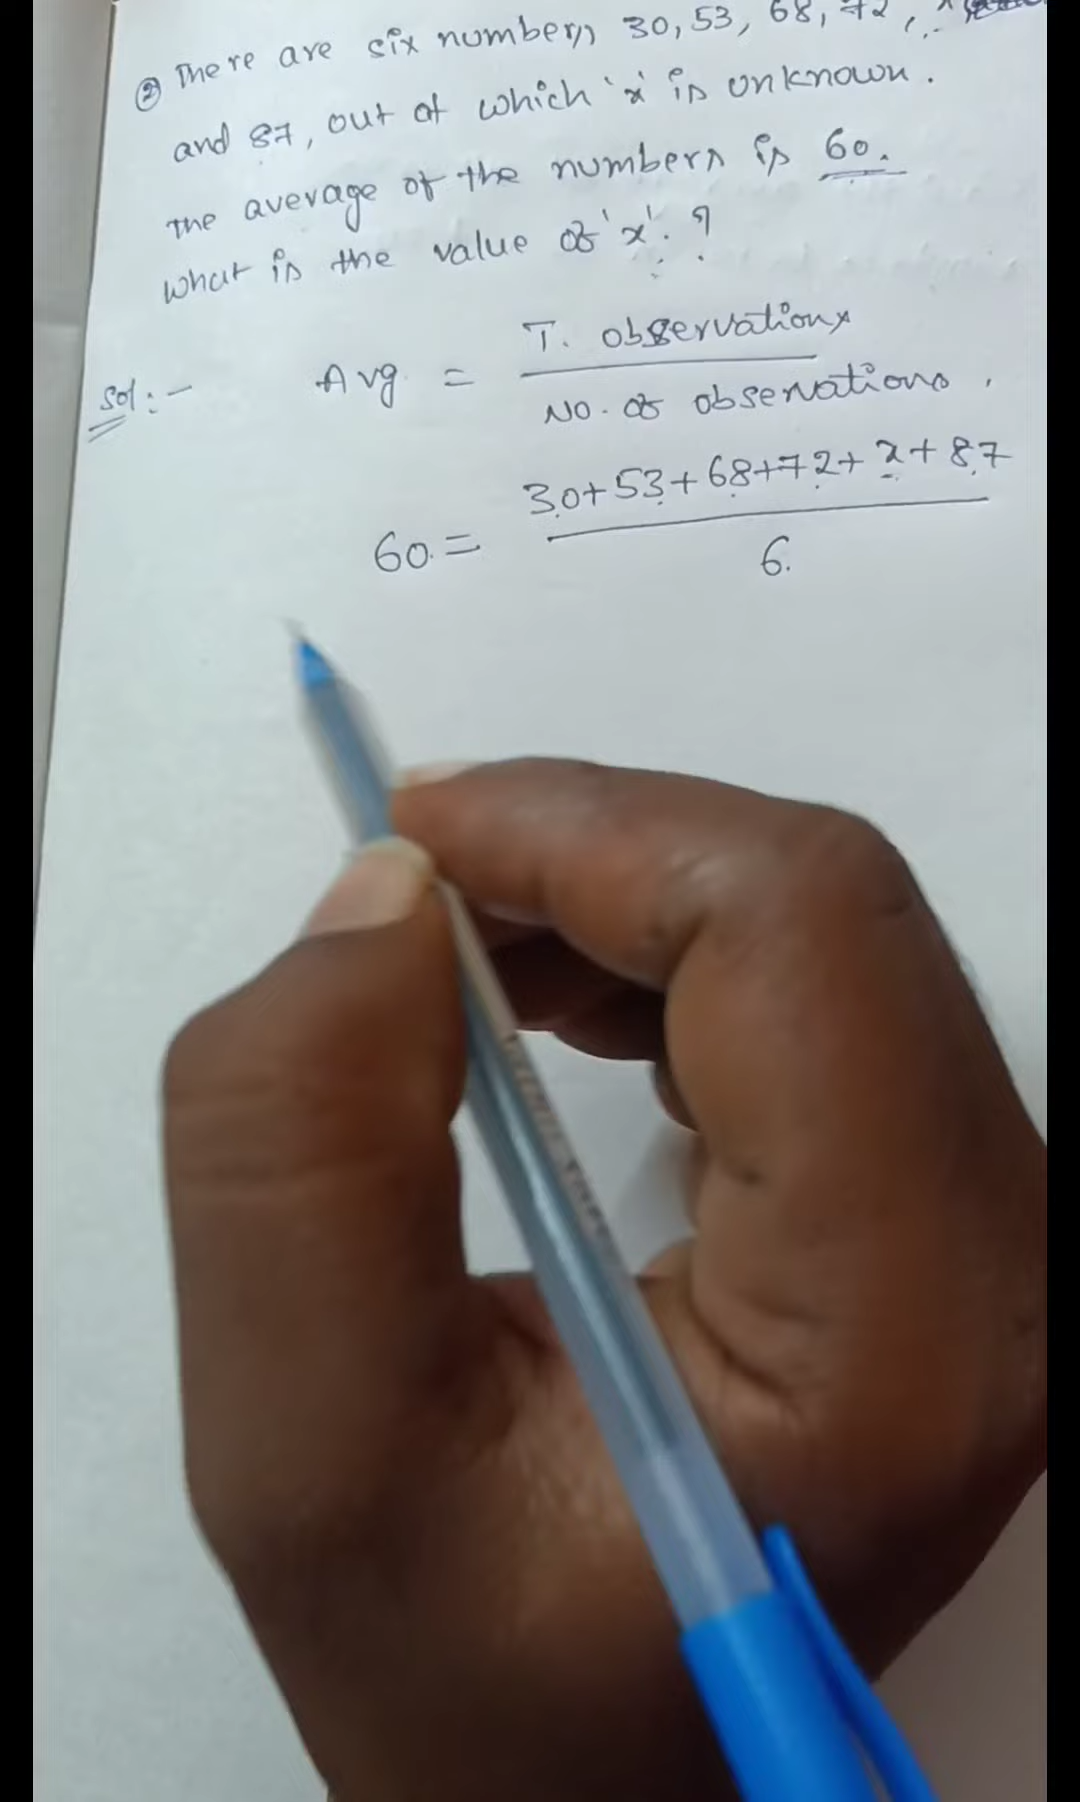 ② There are six numbers, 30, 53, 68, 72, x
and 87, out of which 'x' is unknown.
The average of the numbers is 60.
What is the value of 'x'. ?
Sol:- Avg = T. observations / No. of observations.
60 = 30+53+68+72+x+87 / 6